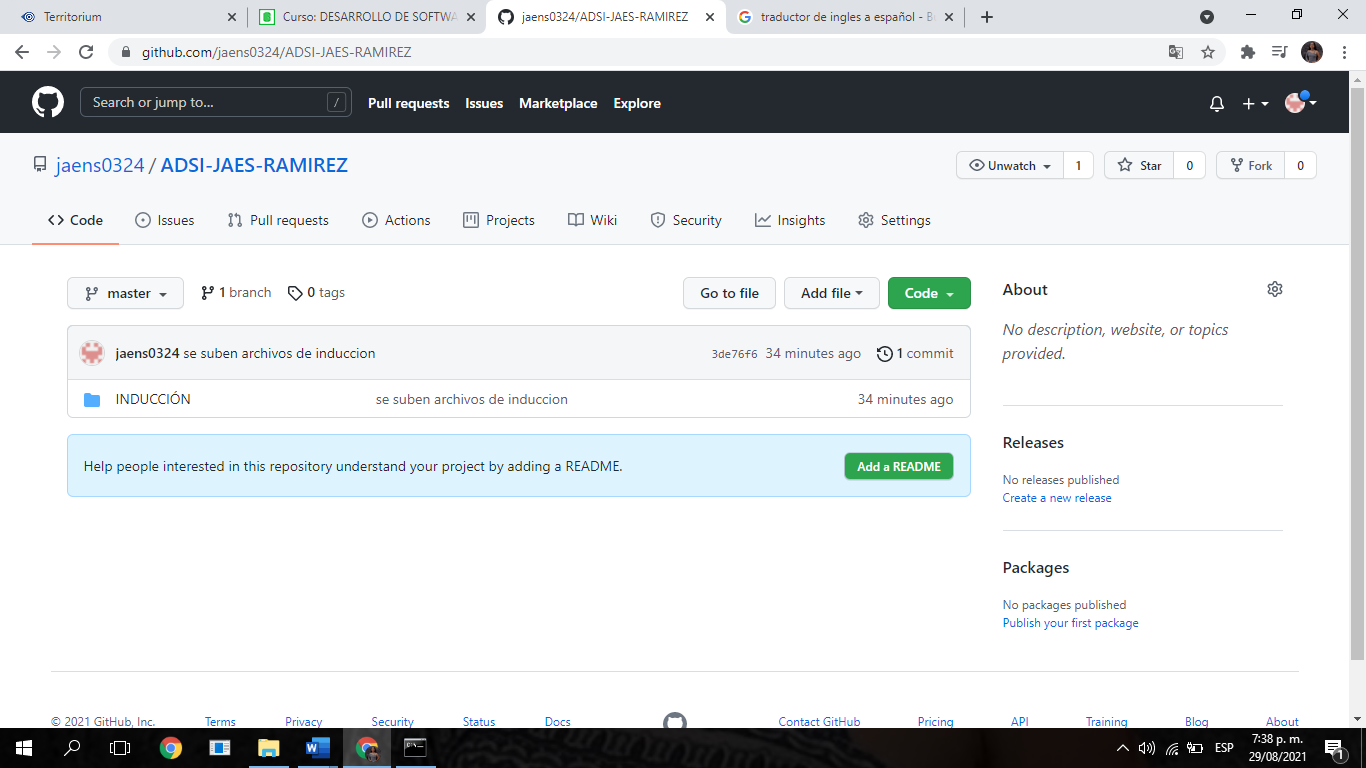 Territorium
Curso: DESARROLLO DE SOFTWA
jaens0324/ADSI-JAES-RAMIREZ
traductor de ingles a español - B
github.com/jaens0324/ADSI-JAES-RAMIREZ
Search or jump to... /
Pull requests Issues Marketplace Explore
jaens0324 / ADSI-JAES-RAMIREZ
Unwatch 1 Star 0 Fork 0
Code Issues Pull requests Actions Projects Wiki Security Insights Settings
master 1 branch 0 tags Go to file Add file Code
jaens0324 se suben archivos de induccion 3de76f6 34 minutes ago 1 commit
INDUCCIÓN se suben archivos de induccion 34 minutes ago
Help people interested in this repository understand your project by adding a README. Add a README
About
No description, website, or topics
provided.
Releases
No releases published
Create a new release
Packages
No packages published
Publish your first package
© 2021 GitHub, Inc. Terms Privacy Security Status Docs Contact GitHub Pricing API Training Blog About
ESP
7:38 p. m.
29/08/2021
1